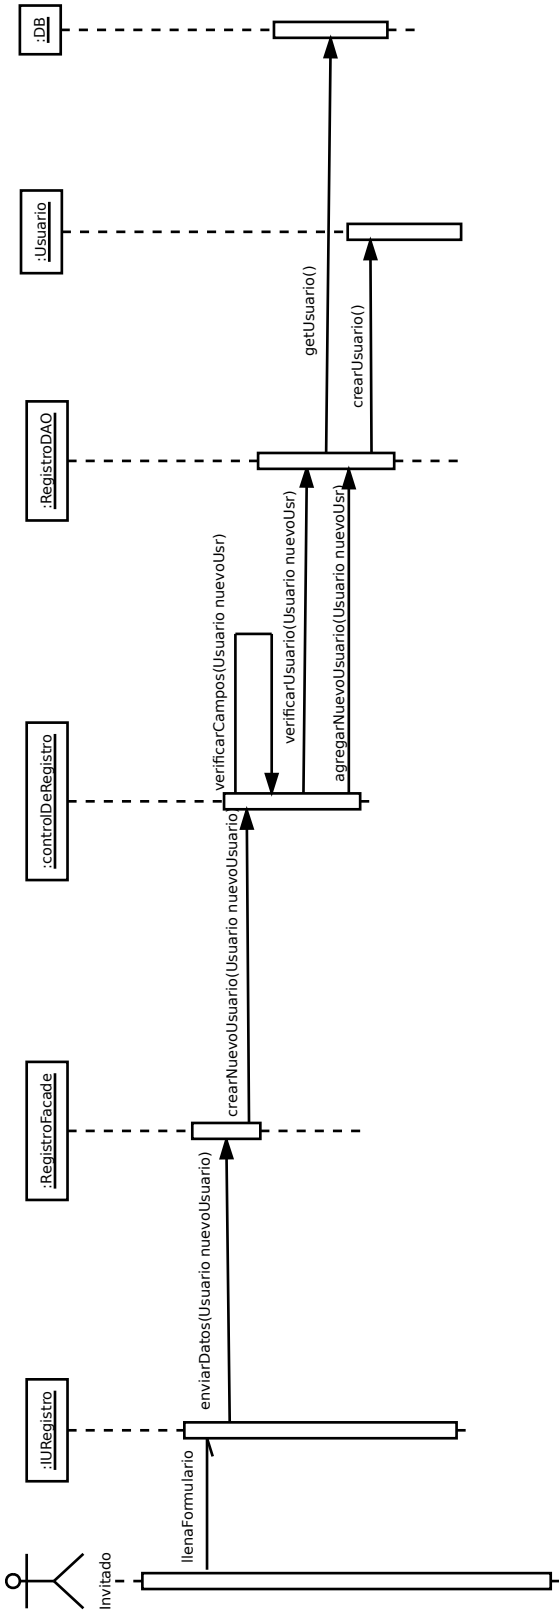 Invitado
:IURegistro
:RegistroFacade
:controlDeRegistro
:RegistroDAO
:Usuario
:DB
llenaFormulario
enviarDatos(Usuario nuevoUsuario)
verificarCampos(Usuario nuevoUsr)
crearNuevoUsuario(Usuario nuevoUsuario)
verificarUsuario(Usuario nuevoUsr)
getUsuario()
agregarNuevoUsuario(Usuario nuevoUsr)
crearUsuario()